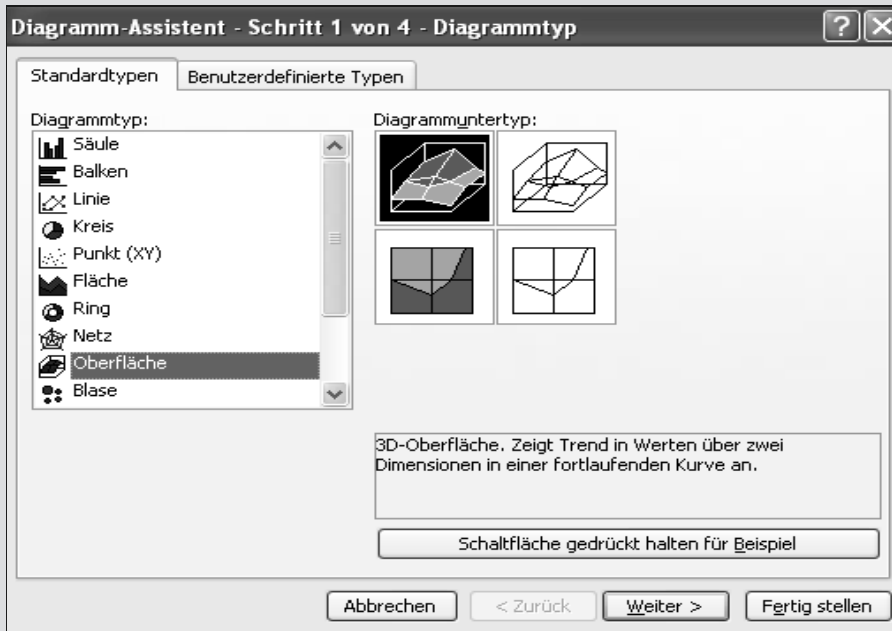 Diagramm-Assistent - Schritt 1 von 4 - Diagrammtyp
Standardtypen
Benutzerdefinierte Typen
Diagrammtyp:
Säule
Balken
Linie
Kreis
Punkt (XY)
Fläche
Ring
Netz
Oberfläche
Blase
Diagrammuntertyp:
3D-Oberfläche. Zeigt Trend in Werten über zwei
Dimensionen in einer fortlaufenden Kurve an.
Schaltfläche gedrückt halten für Beispiel
Abbrechen
< Zurück
Weiter >
Fertig stellen